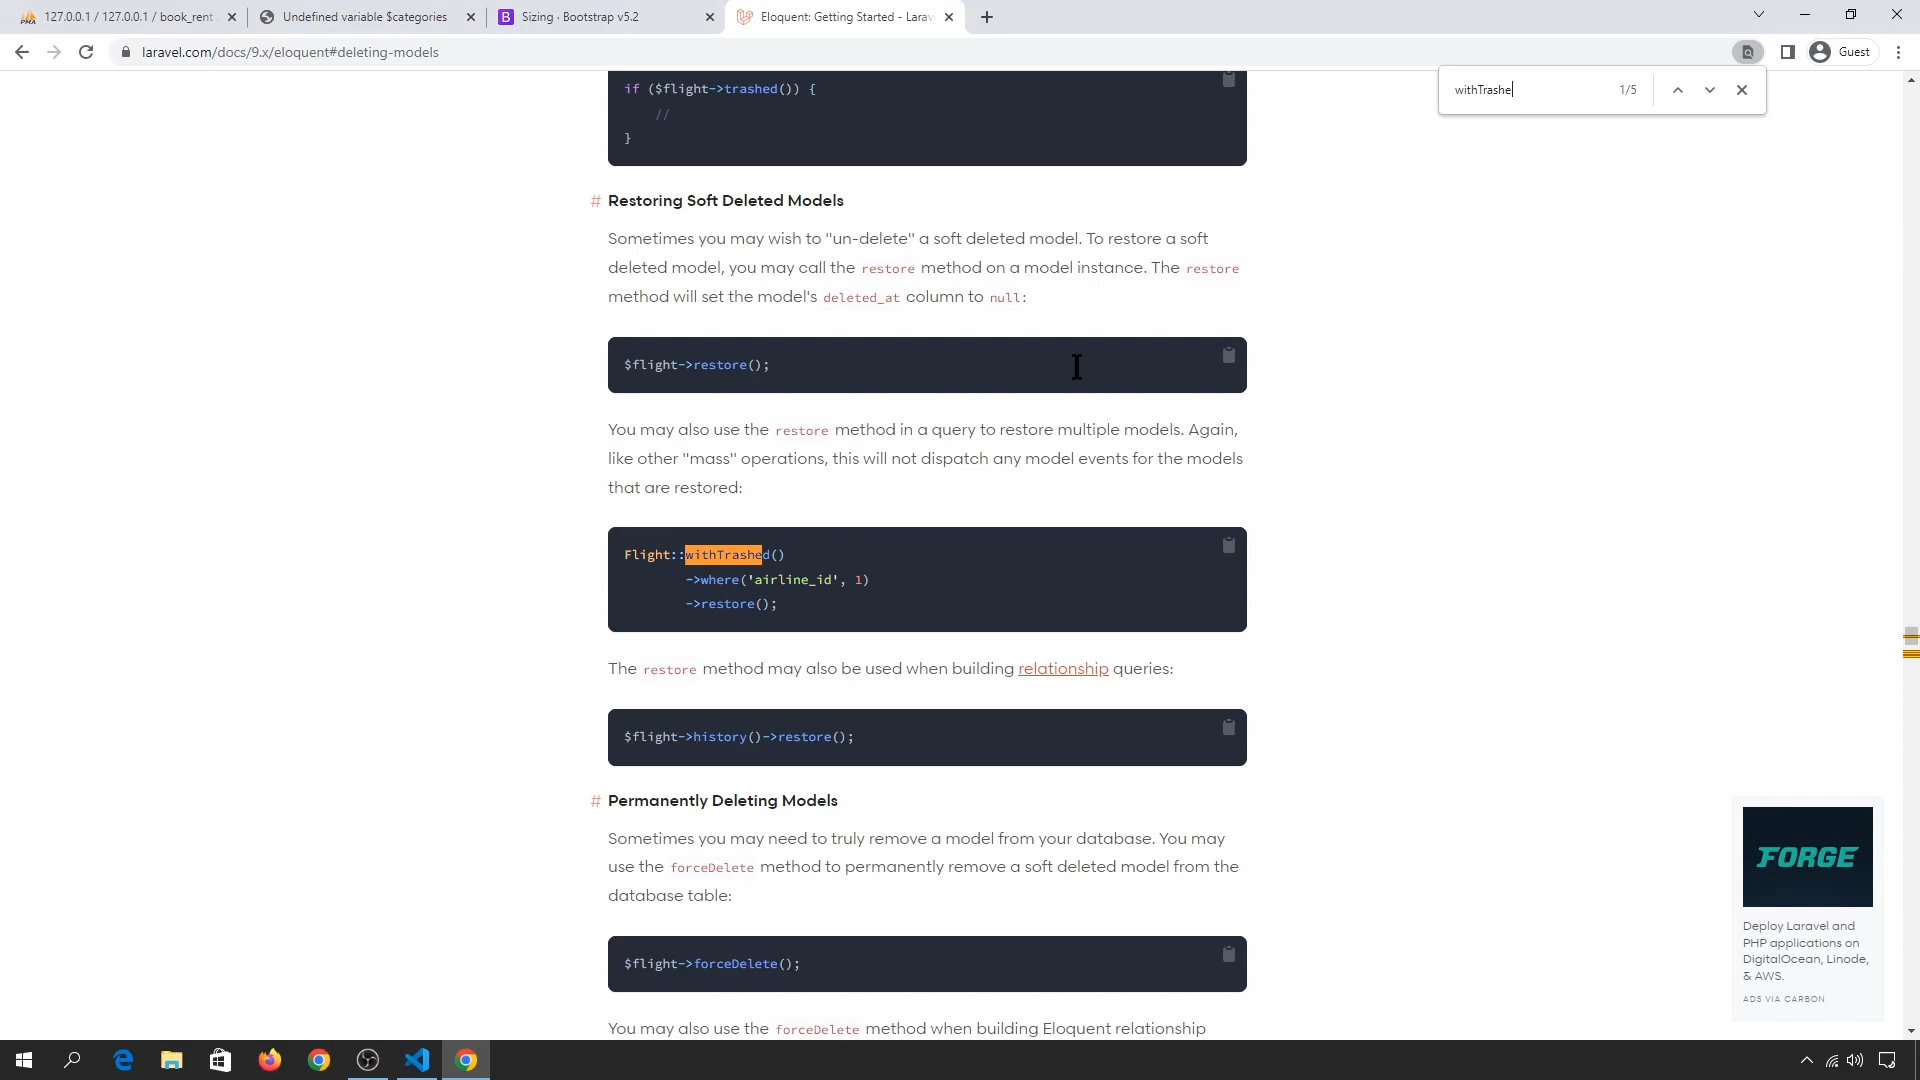 127.0.0.1 / 127.0.0.1 / book_rent
Undefined variable $categories
Sizing · Bootstrap v5.2
Eloquent: Getting Started - Larav
laravel.com/docs/9.x/eloquent#deleting-models
Guest
withTrashe
1/5
if ($flight->trashed()) {
//
}
# Restoring Soft Deleted Models
Sometimes you may wish to "un-delete" a soft deleted model. To restore a soft
deleted model, you may call the restore method on a model instance. The restore
method will set the model's deleted_at column to null:
$flight->restore();
You may also use the restore method in a query to restore multiple models. Again,
like other "mass" operations, this will not dispatch any model events for the models
that are restored:
Flight::withTrashed()
->where('airline_id', 1)
->restore();
The restore method may also be used when building relationship queries:
$flight->history()->restore();
# Permanently Deleting Models
Sometimes you may need to truly remove a model from your database. You may
use the forceDelete method to permanently remove a soft deleted model from the
database table:
$flight->forceDelete();
You may also use the forceDelete method when building Eloquent relationship
FORGE
Deploy Laravel and
PHP applications on
DigitalOcean, Linode,
& AWS.
ADS VIA CARBON